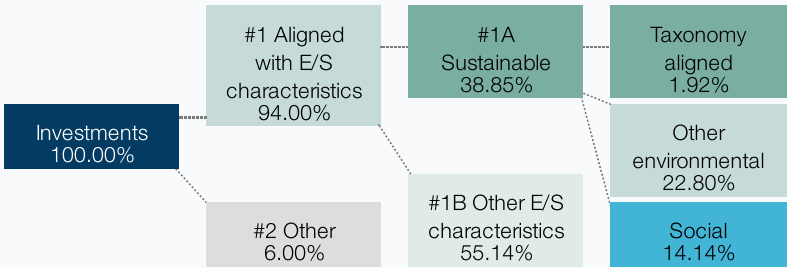 Investments
100.00%
#1 Aligned
with E/S
characteristics
94.00%
#2 Other
6.00%
#1A
Sustainable
38.85%
#1B Other E/S
characteristics
55.14%
Taxonomy
aligned
1.92%
Other
environmental
22.80%
Social
14.14%